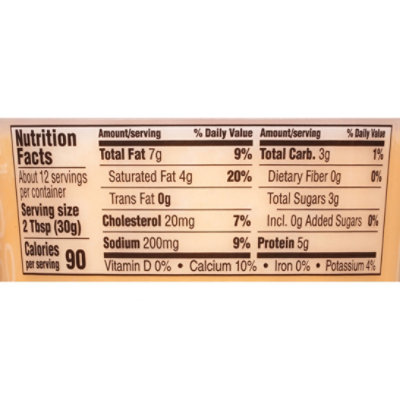 Nutrition
Facts
About 12 servings
per container
Serving size
2 Tbsp (30g)
Calories
per serving 90
Amount/serving % Daily Value
Total Fat 7g 9%
Saturated Fat 4g 20%
Trans Fat 0g
Cholesterol 20mg 7%
Sodium 200mg 9%
Amount/serving % Daily Value
Total Carb. 3g 1%
Dietary Fiber 0g 0%
Total Sugars 3g
Incl. 0g Added Sugars 0%
Protein 5g
Vitamin D 0% • Calcium 10% • Iron 0% • Potassium 4%